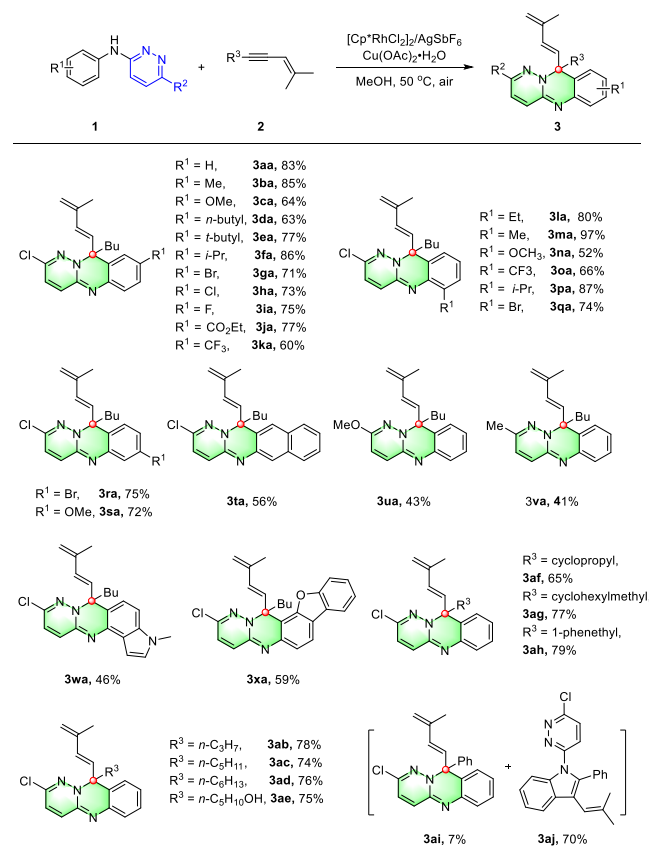 R1
H
N
N
N
R2
1
+
R3
2
[Cp*RhCl2]2/AgSbF6
Cu(OAc)2•H2O
MeOH, 50 °C, air
R2
N
N
N
R3
R1
3
Cl
N
N
N
Bu
R1
R1 = H, 3aa, 83%
R1 = Me, 3ba, 85%
R1 = OMe, 3ca, 64%
R1 = n-butyl, 3da, 63%
R1 = t-butyl, 3ea, 77%
R1 = i-Pr, 3fa, 86%
R1 = Br, 3ga, 71%
R1 = Cl, 3ha, 73%
R1 = F, 3ia, 75%
R1 = CO2Et, 3ja, 77%
R1 = CF3, 3ka, 60%
Cl
N
N
N
Bu
R1
R1 = Et, 3la, 80%
R1 = Me, 3ma, 97%
R1 = OCH3, 3na, 52%
R1 = CF3, 3oa, 66%
R1 = i-Pr, 3pa, 87%
R1 = Br, 3qa, 74%
Cl
N
N
N
Bu
R1
R1 = Br, 3ra, 75%
R1 = OMe, 3sa, 72%
Cl
N
N
N
Bu
3ta, 56%
MeO
N
N
N
Bu
3ua, 43%
Me
N
N
N
Bu
3va, 41%
Cl
N
N
N
Bu
N
3wa, 46%
Cl
N
N
N
Bu
O
3xa, 59%
Cl
N
N
N
R3
R3 = cyclopropyl,
3af, 65%
R3 = cyclohexylmethyl
3ag, 77%
R3 = 1-phenethyl,
3ah, 79%
Cl
N
N
N
R3
R3 = n-C3H7, 3ab, 78%
R3 = n-C5H11, 3ac, 74%
R3 = n-C6H13, 3ad, 76%
R3 = n-C5H10OH, 3ae, 75%
Cl
N
N
N
Ph
3ai, 7%
+
Cl
N
N
N
Ph
3aj, 70%